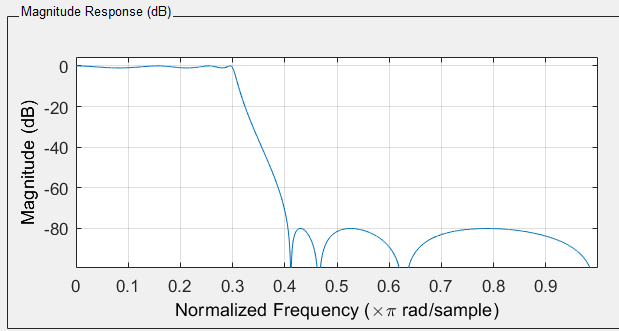 Magnitude Response (dB)
0
-20
-40
-60
-80
Magnitude (dB)
0 0.1 0.2 0.3 0.4 0.5 0.6 0.7 0.8 0.9
Normalized Frequency (×π rad/sample)